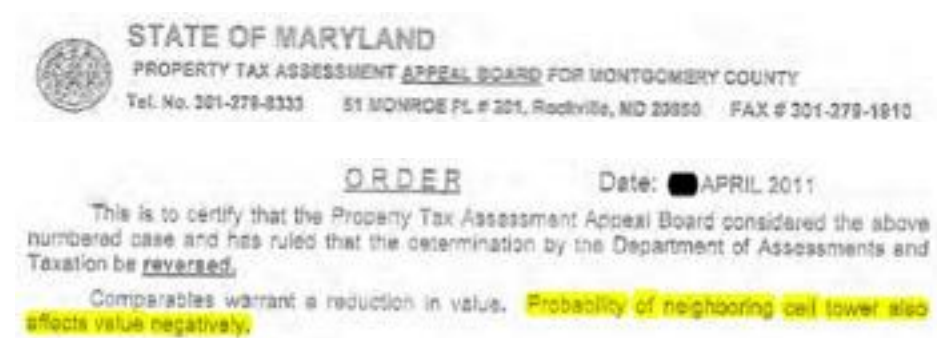 STATE OF MARYLAND
PROPERTY TAX ASSESSMENT APPEAL BOARD FOR MONTGOMERY COUNTY
Tel. No. 301-279-8333 51 MONROE PL # 301, Rockville, MD 20850 FAX # 301-279-1910
ORDER Date: APRIL 2011
This is to certify that the Property Tax Assessment Appeal Board considered the above
numbered case and has ruled that the determination by the Department of Assessments and
Taxation be reversed.
Comparables warrant a reduction in value. Probability of neighboring cell tower also
affects value negatively.